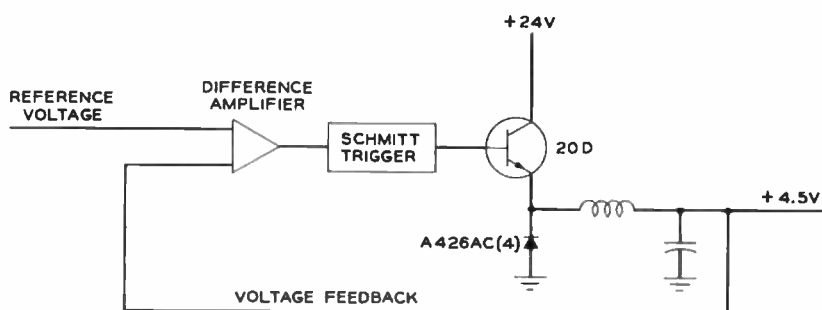 +24V
DIFFERENCE
AMPLIFIER
REFERENCE
VOLTAGE
SCHMITT
TRIGGER
20D
+4.5V
A426AC(4)
VOLTAGE FEEDBACK